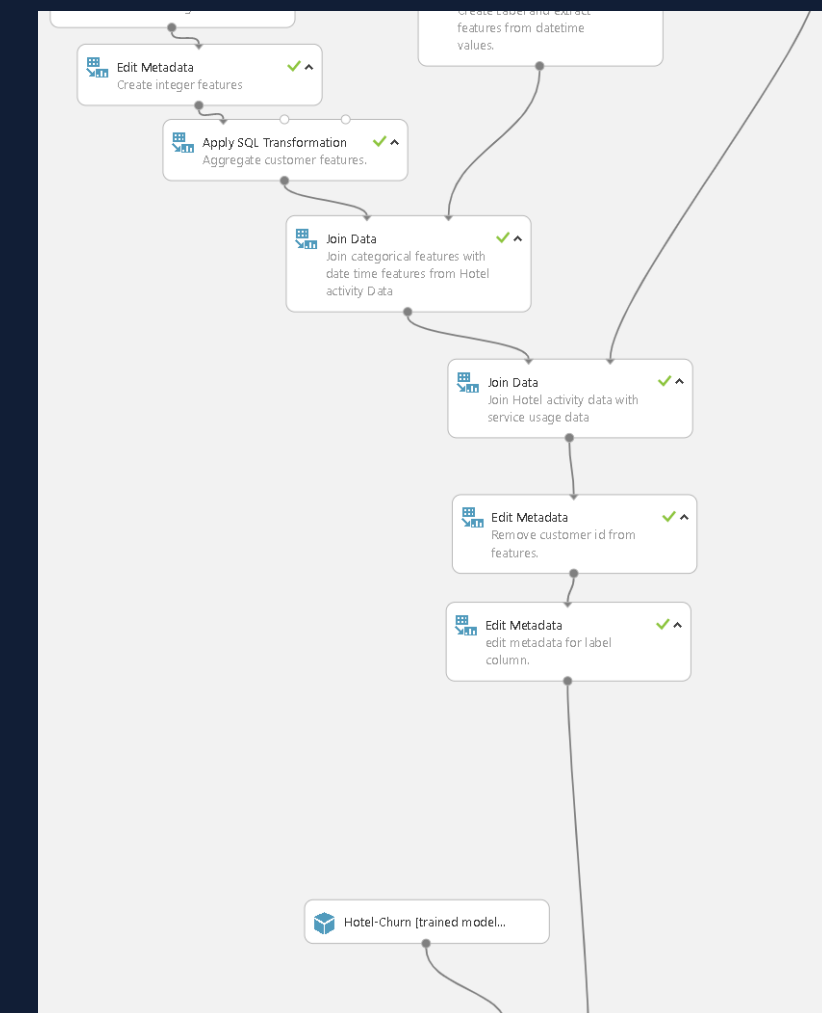 Create Label and extract
features from datetime
values.
Edit Metadata
Create integer features
Apply SQL Transformation
Aggregate customer features.
Join Data
Join categorical features with
date time features from Hotel
activity Data
Join Data
Join Hotel activity data with
service usage data
Edit Metadata
Remove customer id from
features.
Edit Metadata
edit metadata for label
column.
Hotel-Churn [trained model...